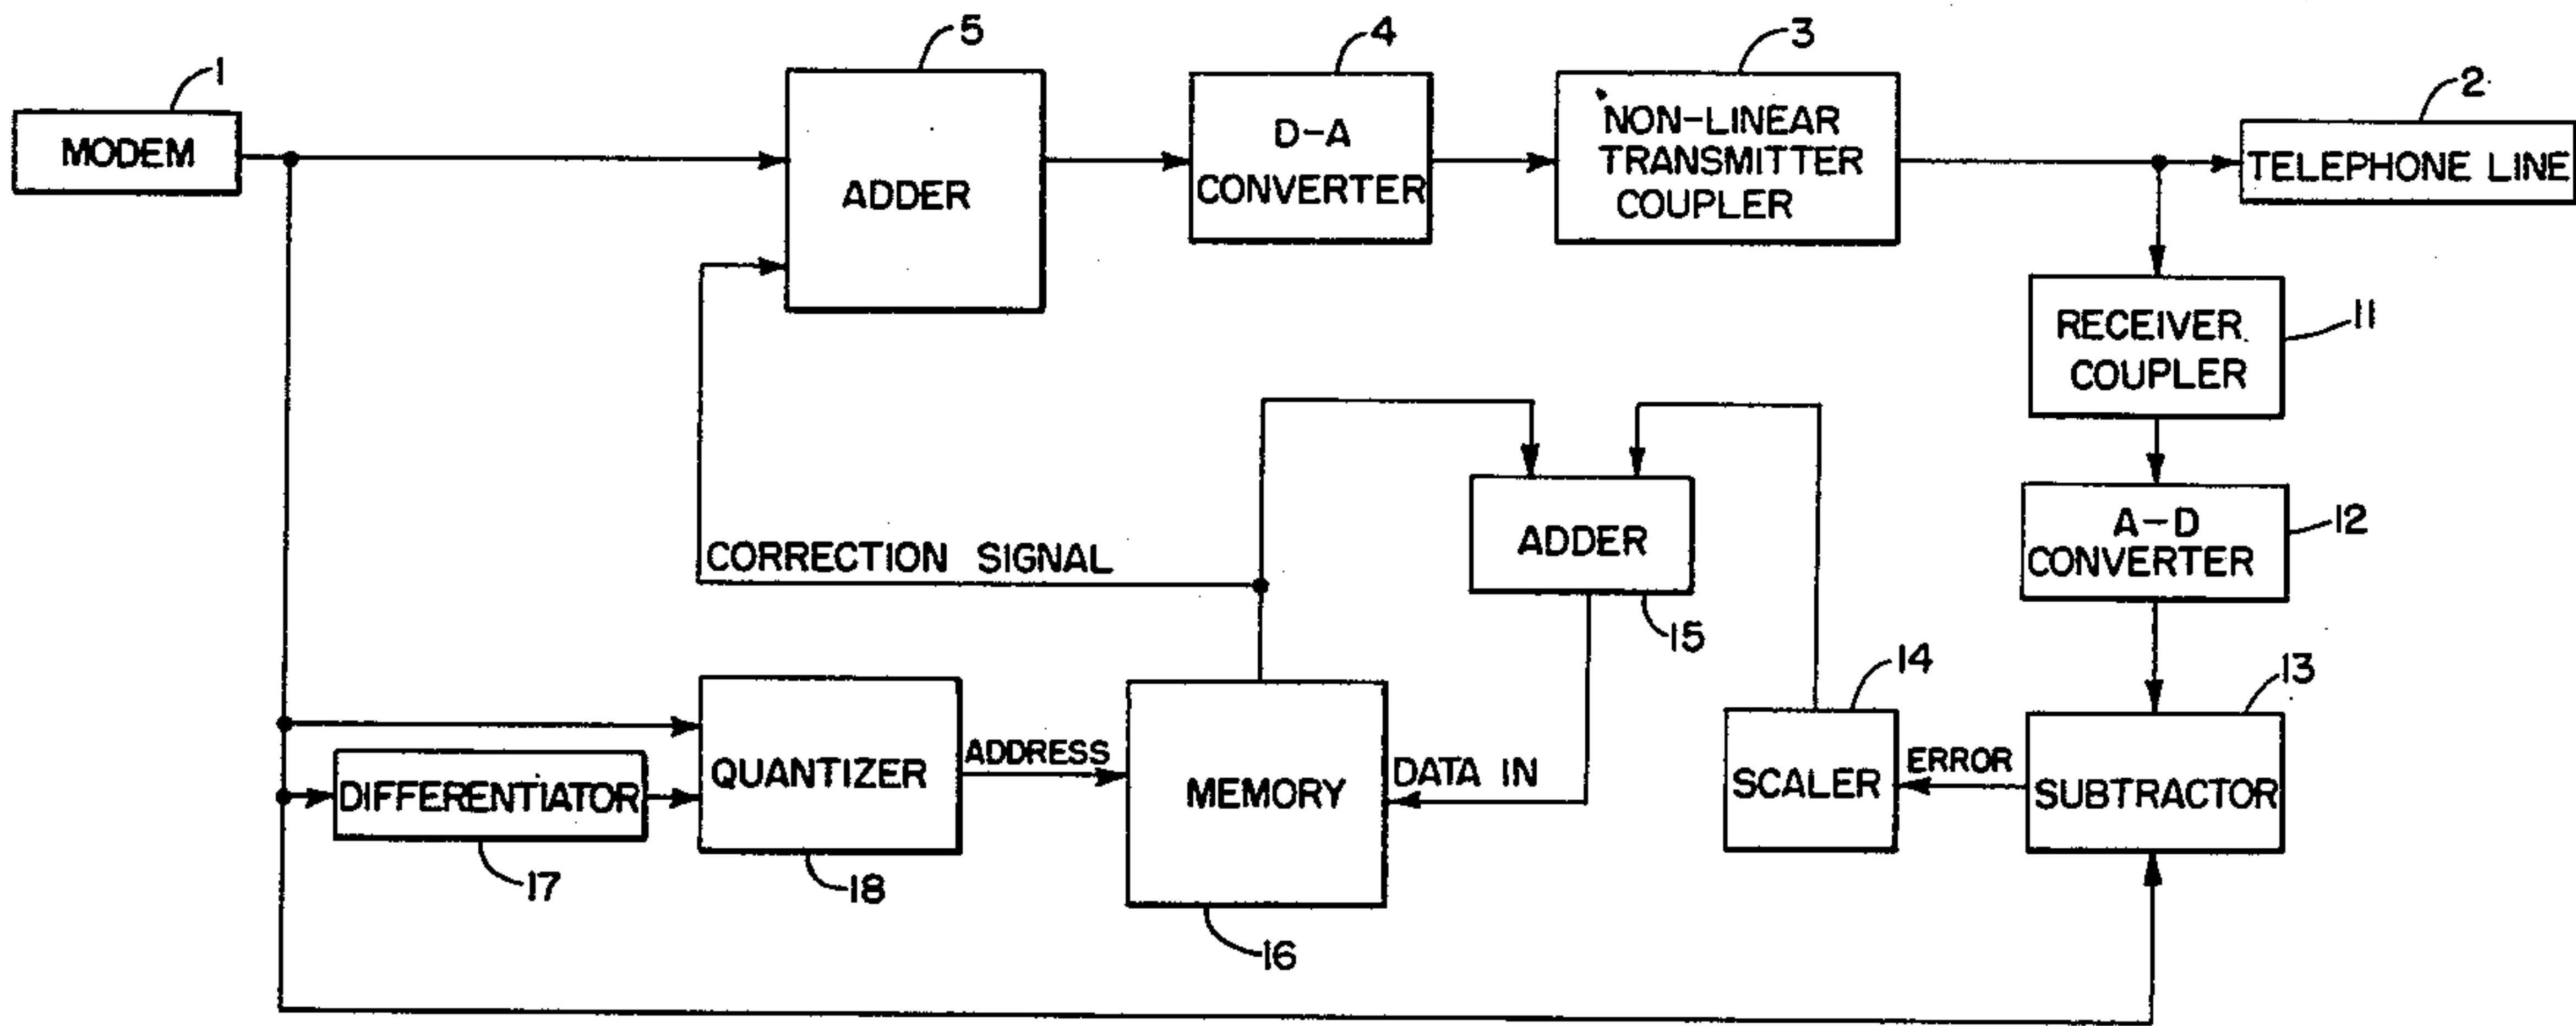 1
MODEM
5
ADDER
4
D-A
CONVERTER
3
NON-LINEAR
TRANSMITTER
COUPLER
2
TELEPHONE LINE
RECEIVER
COUPLER
11
A-D
CONVERTER
12
CORRECTION SIGNAL
ADDER
15
14
SCALER
ERROR
13
SUBTRACTOR
QUANTIZER
18
ADDRESS
MEMORY
16
DATA IN
DIFFERENTIATOR
17